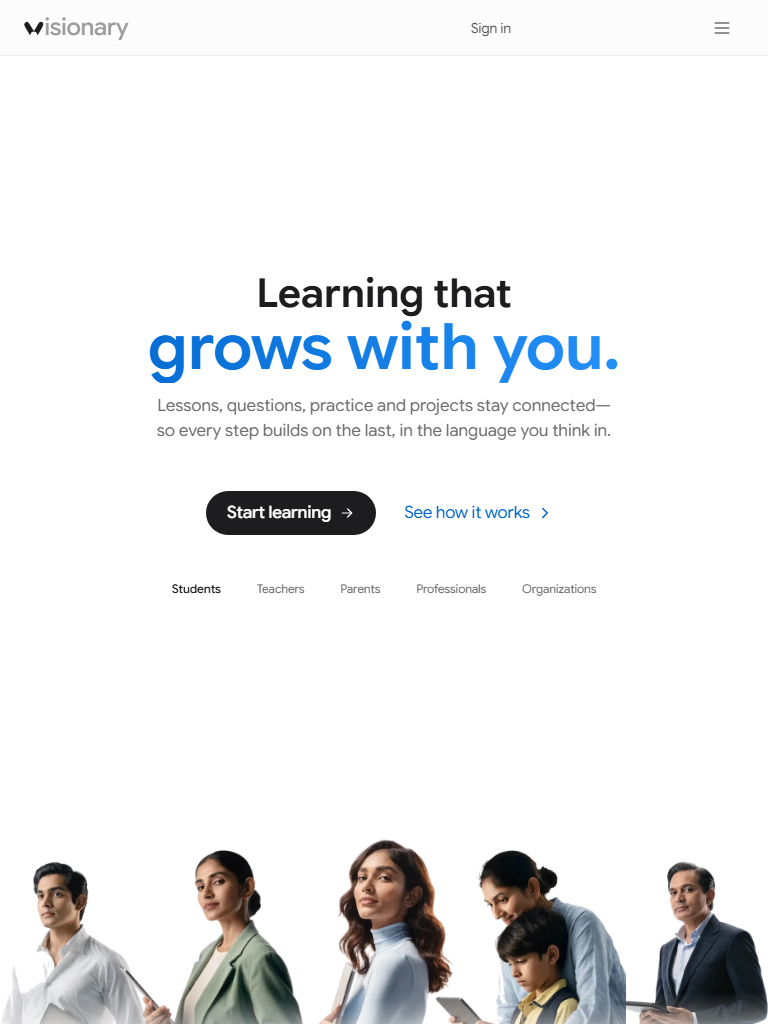 Visionary
Sign in
Learning that
grows with you.
Lessons, questions, practice and projects stay connected—
so every step builds on the last, in the language you think in.
Start learning →
See how it works >
Students Teachers Parents Professionals Organizations